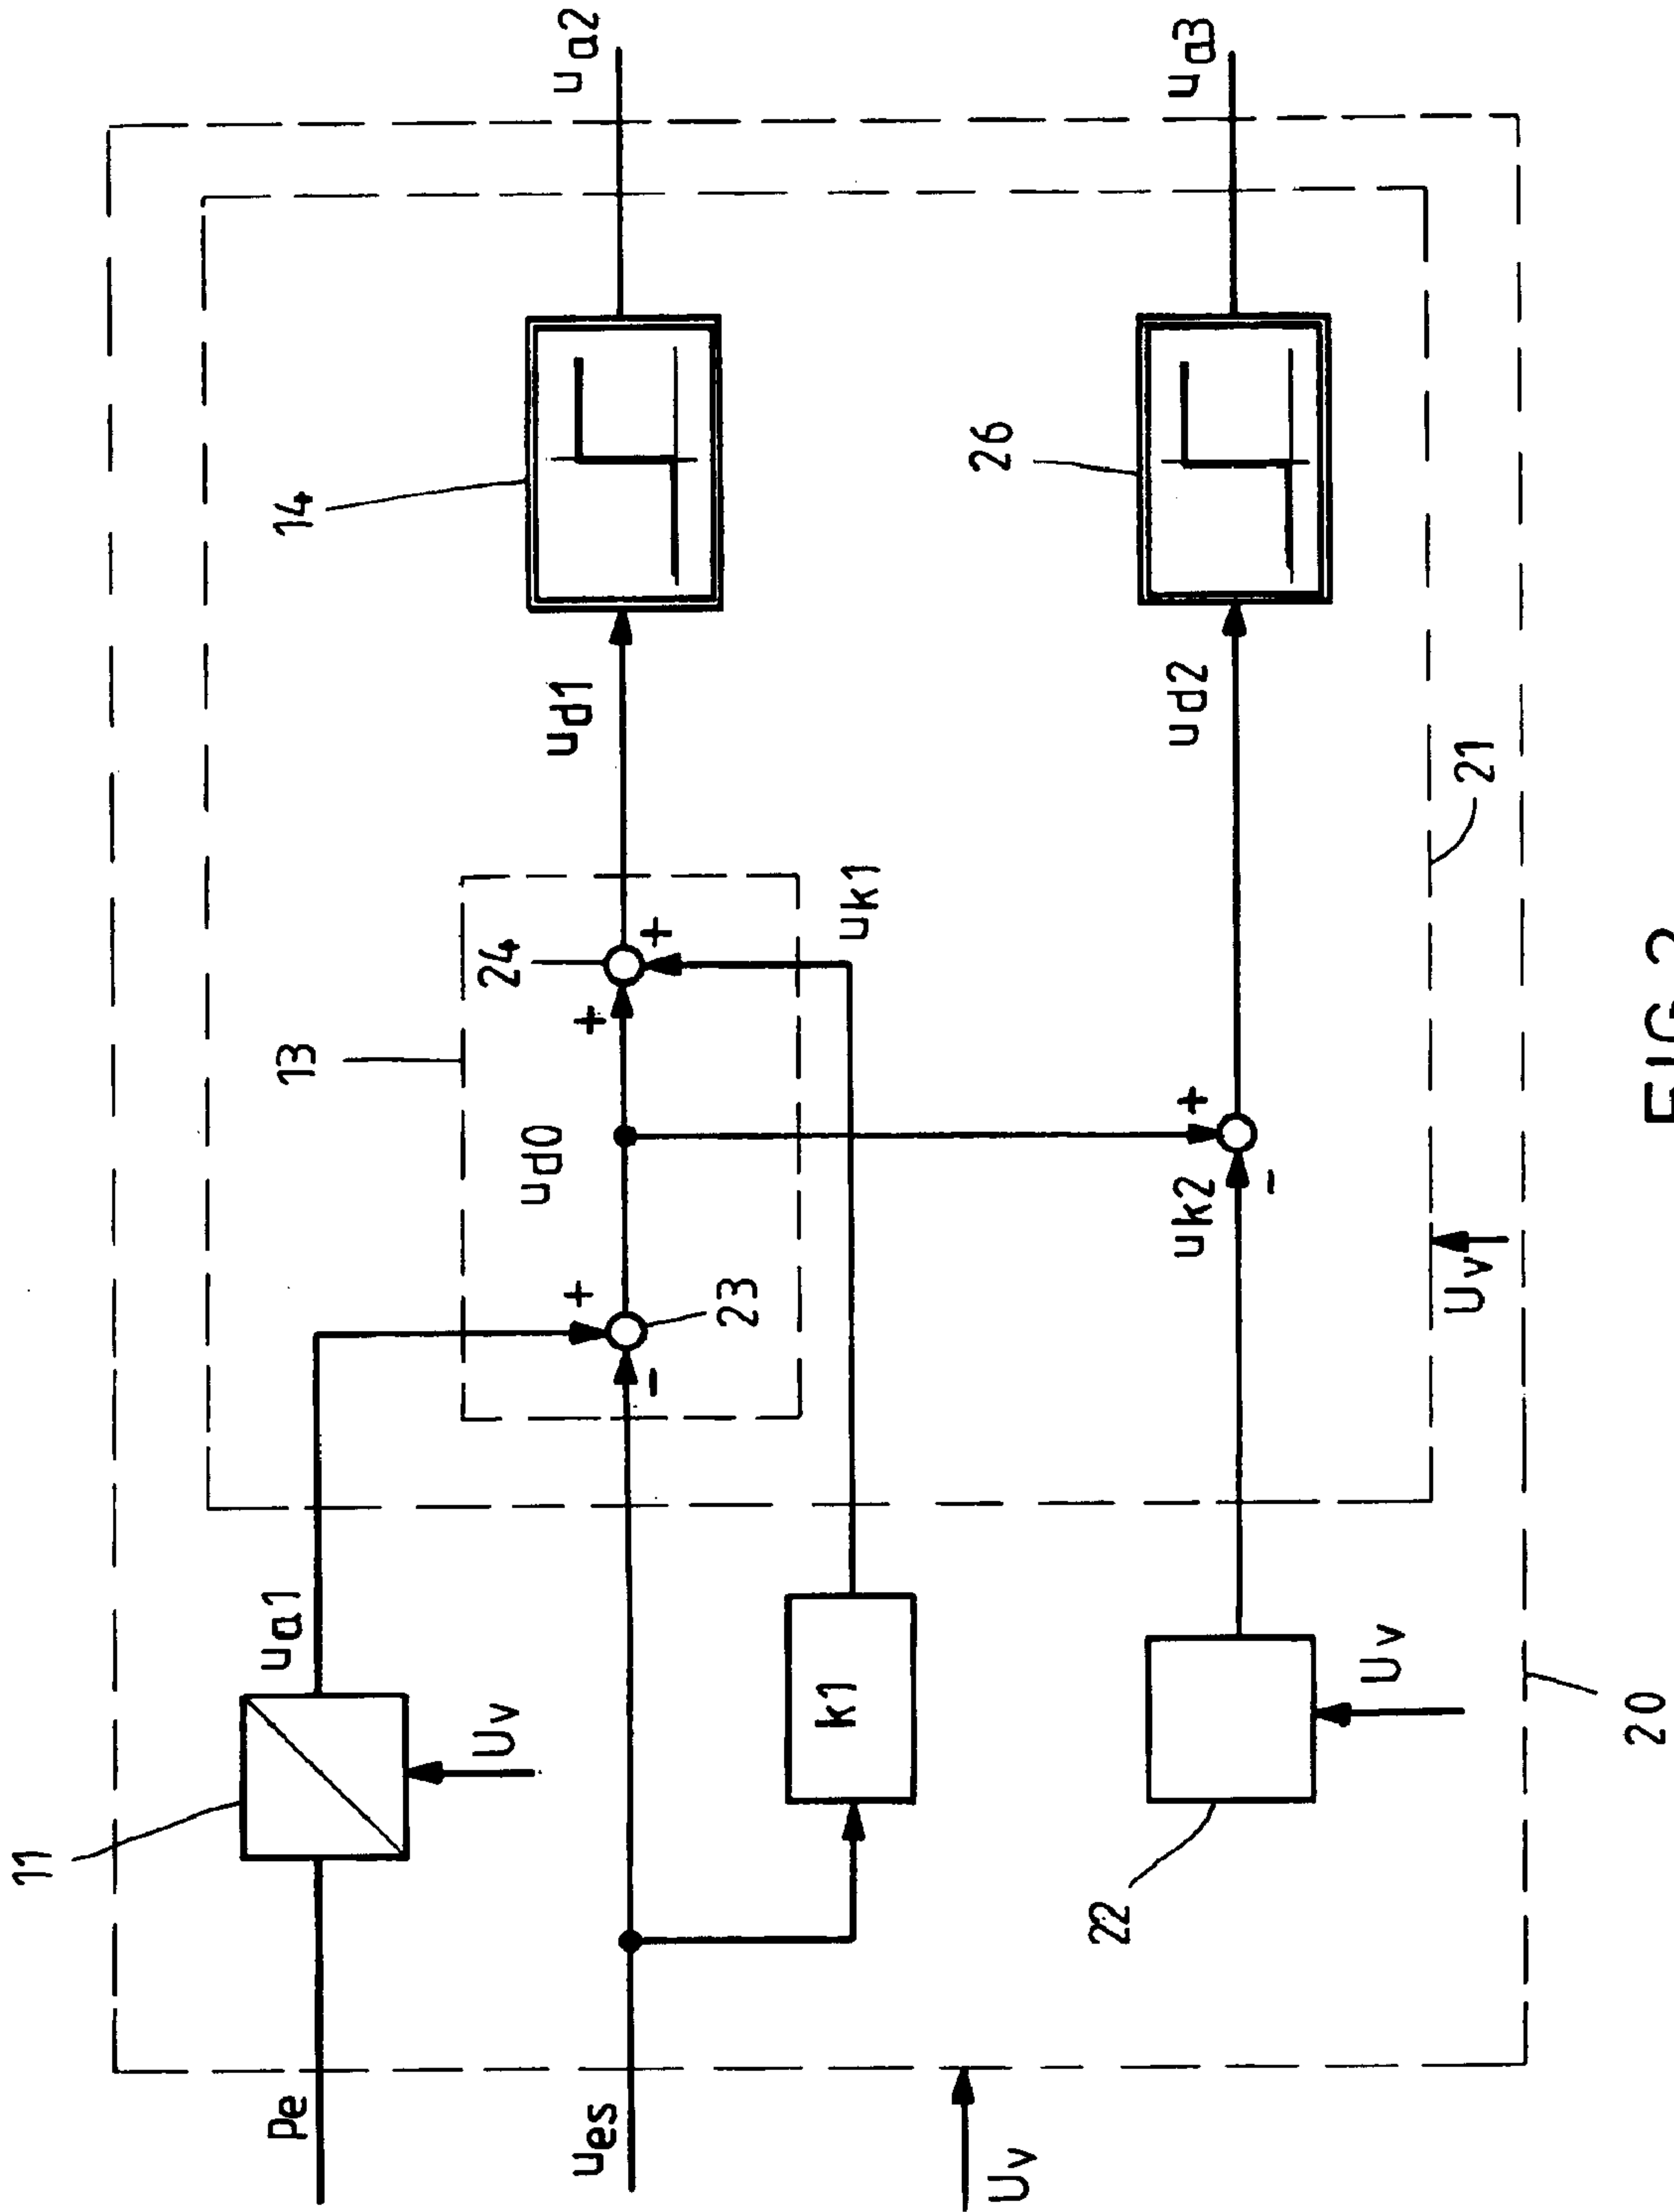 11
pe
ua1
Uv
ues
13
ud0
+
-
23
24
+
+
uk1
ud1
14
ua2
k1
22
Uv
uk2
+
-
ud2
26
ua3
Uv
21
Uv
20
FIG. 2